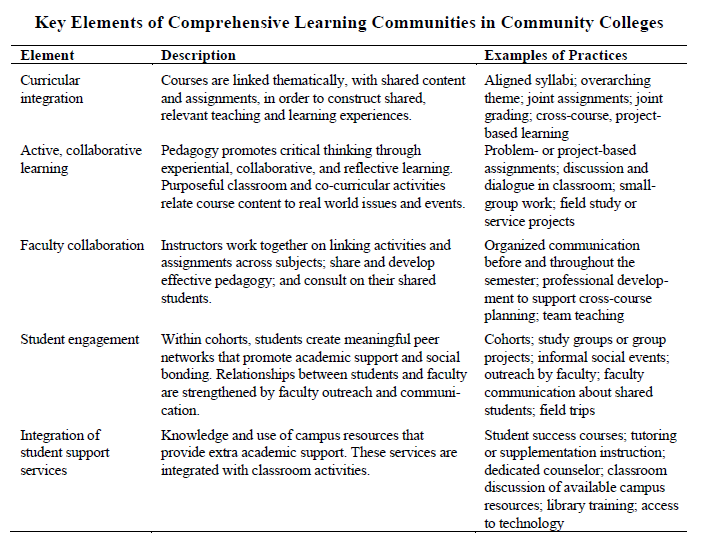 Key Elements of Comprehensive Learning Communities in Community Colleges
Element Description Examples of Practices
Curricular integration
Courses are linked thematically, with shared content
and assignments, in order to construct shared,
relevant teaching and learning experiences.
Aligned syllabi; overarching
theme; joint assignments; joint
grading; cross-course, project-
based learning
Active, collaborative
learning
Pedagogy promotes critical thinking through
experiential, collaborative, and reflective learning.
Purposeful classroom and co-curricular activities
relate course content to real world issues and events.
Problem- or project-based
assignments; discussion and
dialogue in classroom; small-
group work; field study or
service projects
Faculty collaboration
Instructors work together on linking activities and
assignments across subjects; share and develop
effective pedagogy; and consult on their shared
students.
Organized communication
before and throughout the
semester; professional develop-
ment to support cross-course
planning; team teaching
Student engagement
Within cohorts, students create meaningful peer
networks that promote academic support and social
bonding. Relationships between students and faculty
are strengthened by faculty outreach and communi-
cation.
Cohorts; study groups or group
projects; informal social events;
outreach by faculty; faculty
communication about shared
students; field trips
Integration of
student support
services
Knowledge and use of campus resources that
provide extra academic support. These services are
integrated with classroom activities.
Student success courses; tutoring
or supplementation instruction;
dedicated counselor; classroom
discussion of available campus
resources; library training; access
to technology